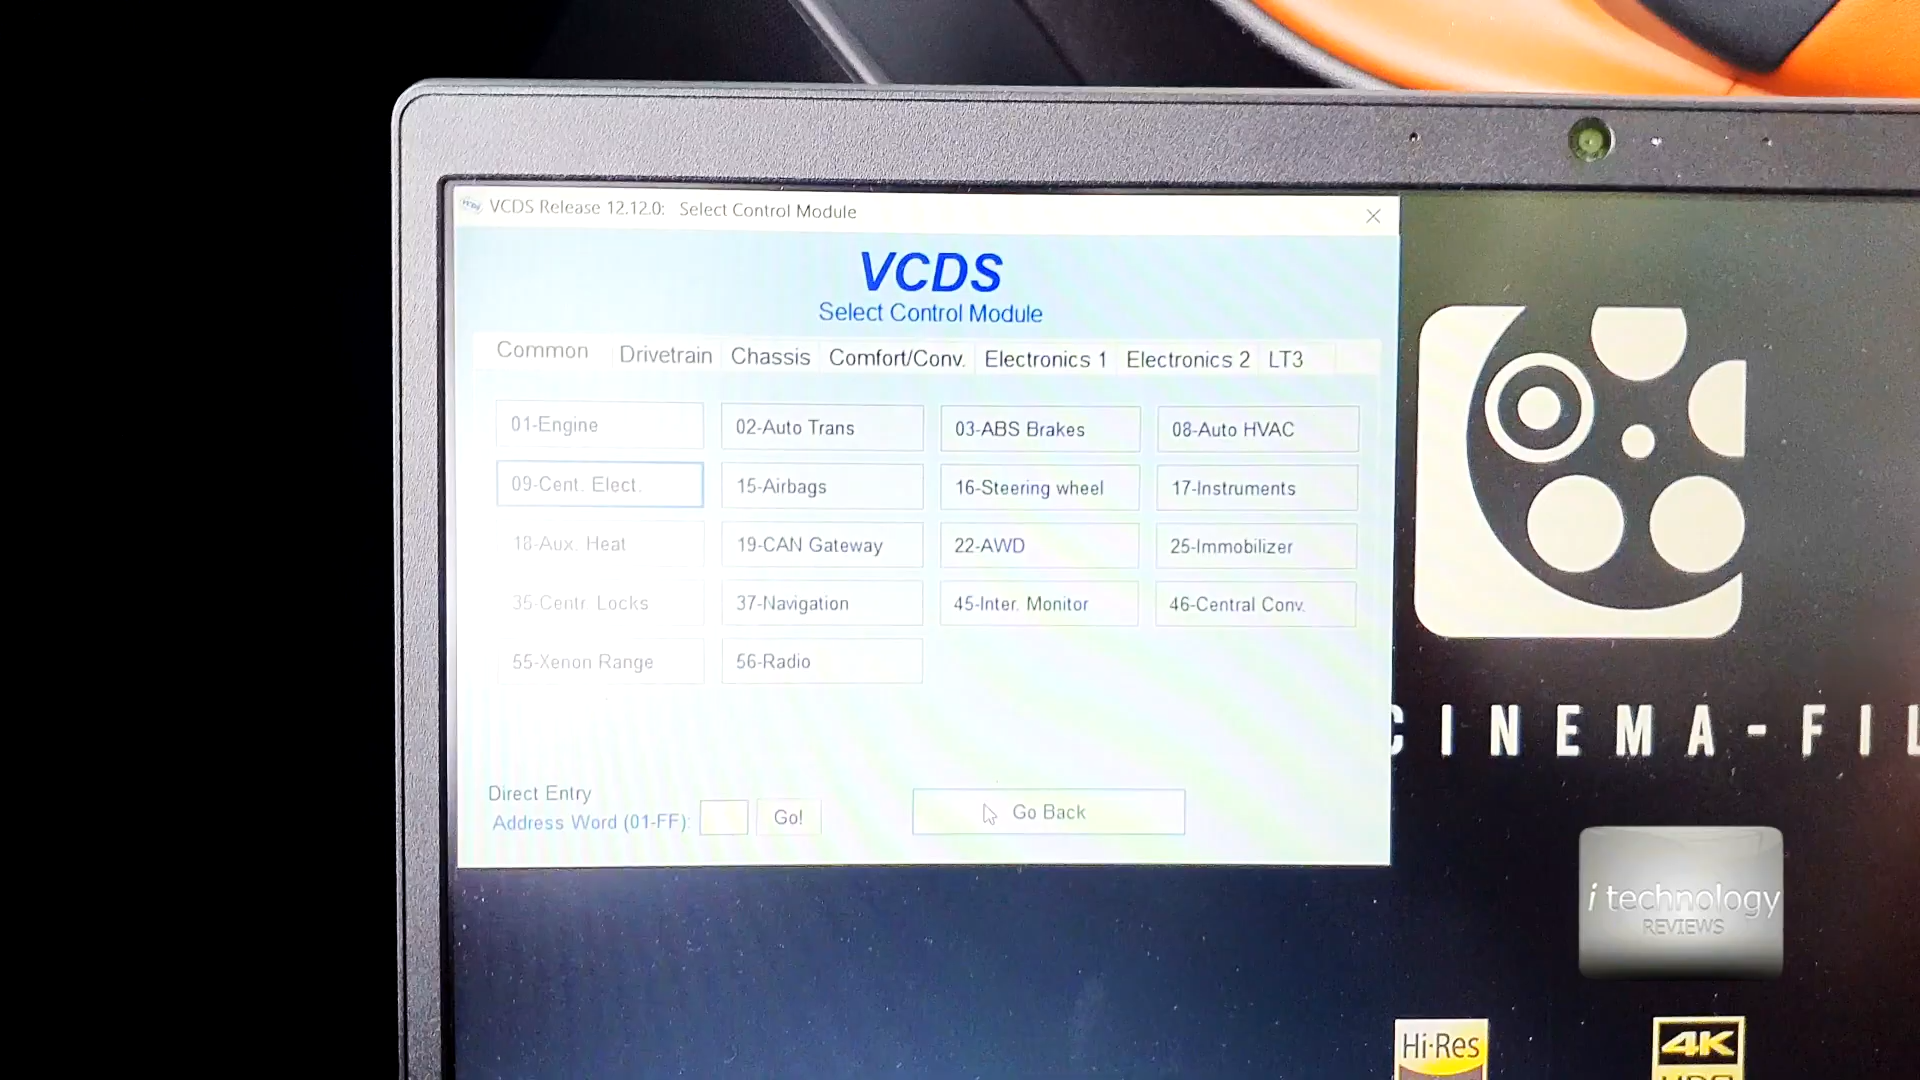 VCDS Release 12.12.0: Select Control Module
VCDS
Select Control Module
Common Drivetrain Chassis Comfort/Conv. Electronics 1 Electronics 2 LT3
01-Engine 02-Auto Trans 03-ABS Brakes 08-Auto HVAC
09-Cent. Elect. 15-Airbags 16-Steering wheel 17-Instruments
18-Aux. Heat 19-CAN Gateway 22-AWD 25-Immobilizer
35-Centr. Locks 37-Navigation 45-Inter. Monitor 46-Central Conv.
55-Xenon Range 56-Radio
Direct Entry
Address Word (01-FF): Go! Go Back
CINEMA-FIL
i technology
REVIEWS
Hi-Res
4K
HDR